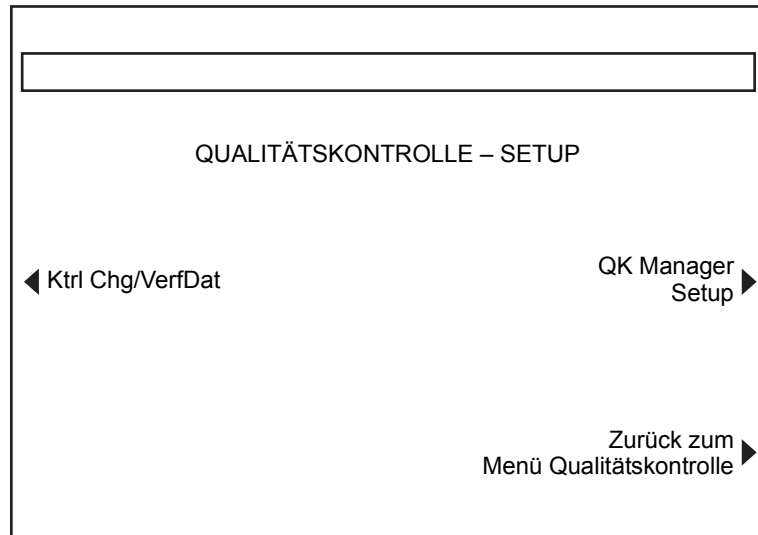 QUALITÄTSKONTROLLE – SETUP
Ktrl Chg/VerfDat
QK Manager
Setup
Zurück zum
Menü Qualitätskontrolle